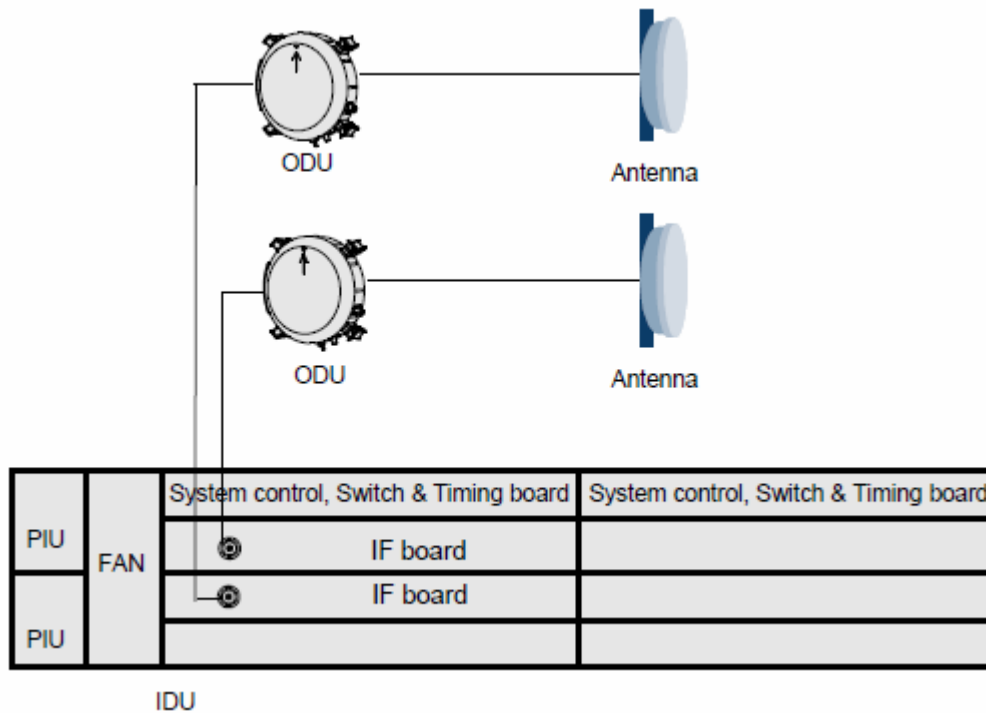 ODU
Antenna
ODU
Antenna
System control, Switch & Timing board
System control, Switch & Timing board
PIU
FAN
IF board
IF board
PIU
IDU